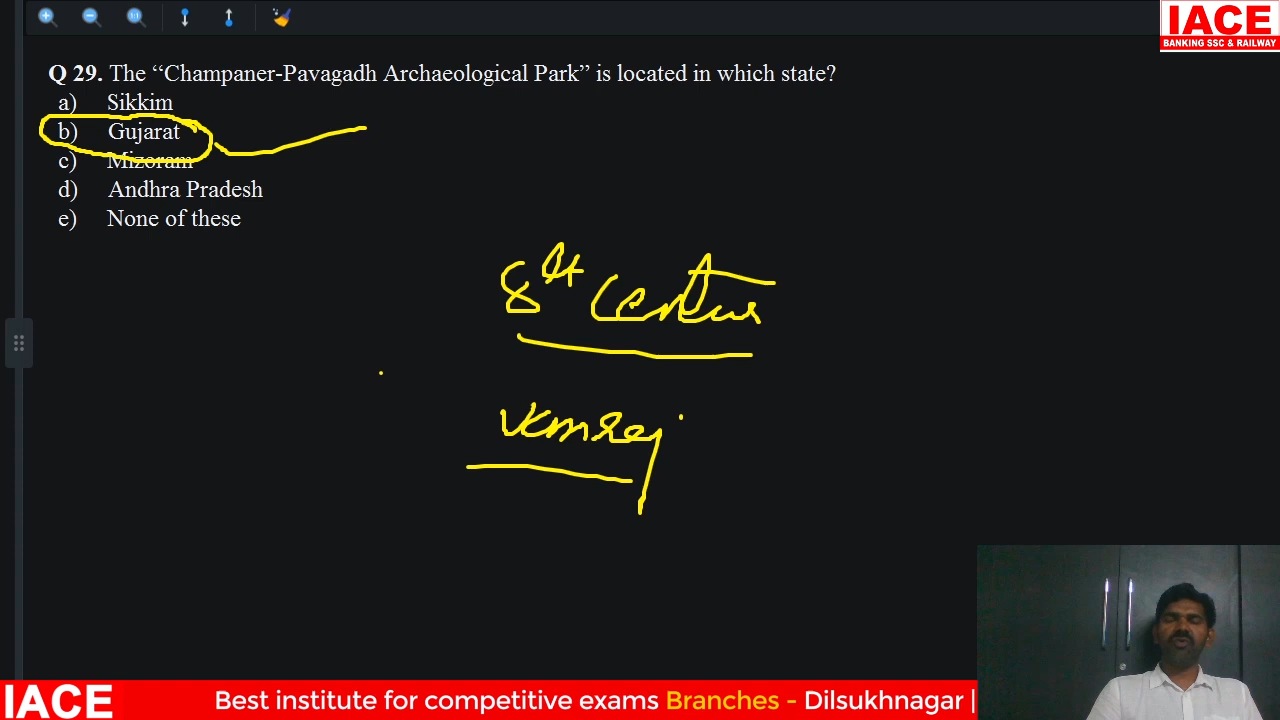 IACE
BANKING SSC & RAILWAY
Q 29. The “Champaner-Pavagadh Archaeological Park” is located in which state?
a) Sikkim
b) Gujarat
c) Mizoram
d) Andhra Pradesh
e) None of these
8th
IACE
Best institute for competitive exams Branches - Dilsukhnagar |